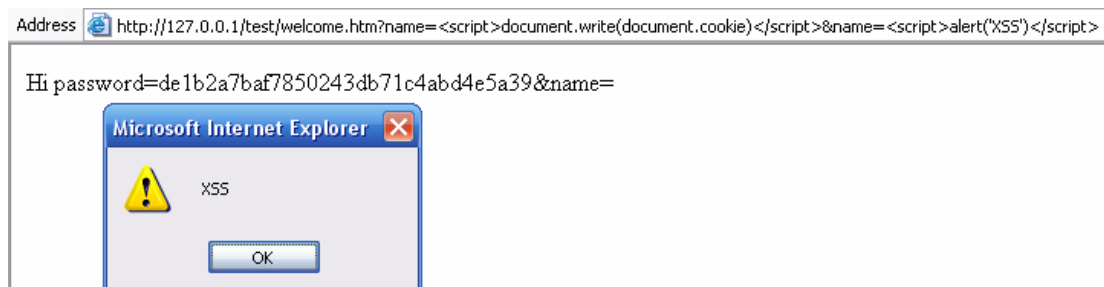 Address http://127.0.0.1/test/welcome.htm?name=<script>document.write(document.cookie)</script>&name=<script>alert('XSS')</script>
Hi password=de1b2a7baf7850243db71c4abd4e5a39&name=
Microsoft Internet Explorer
XSS
OK